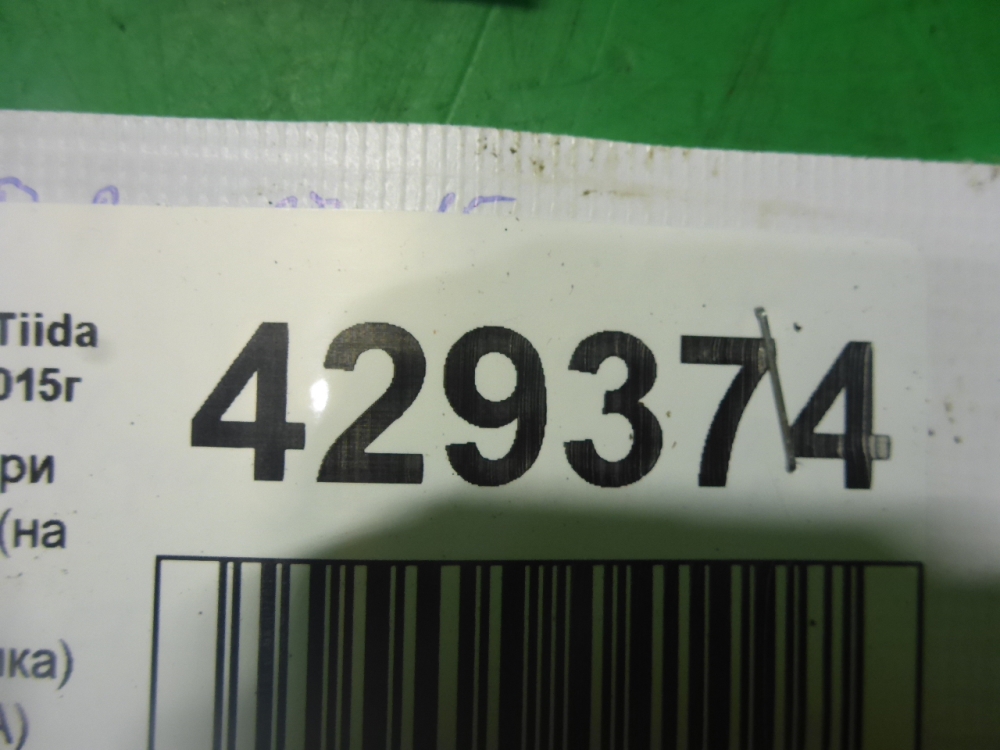 Tiida
015г
429374
ри
(на
ка)
А)